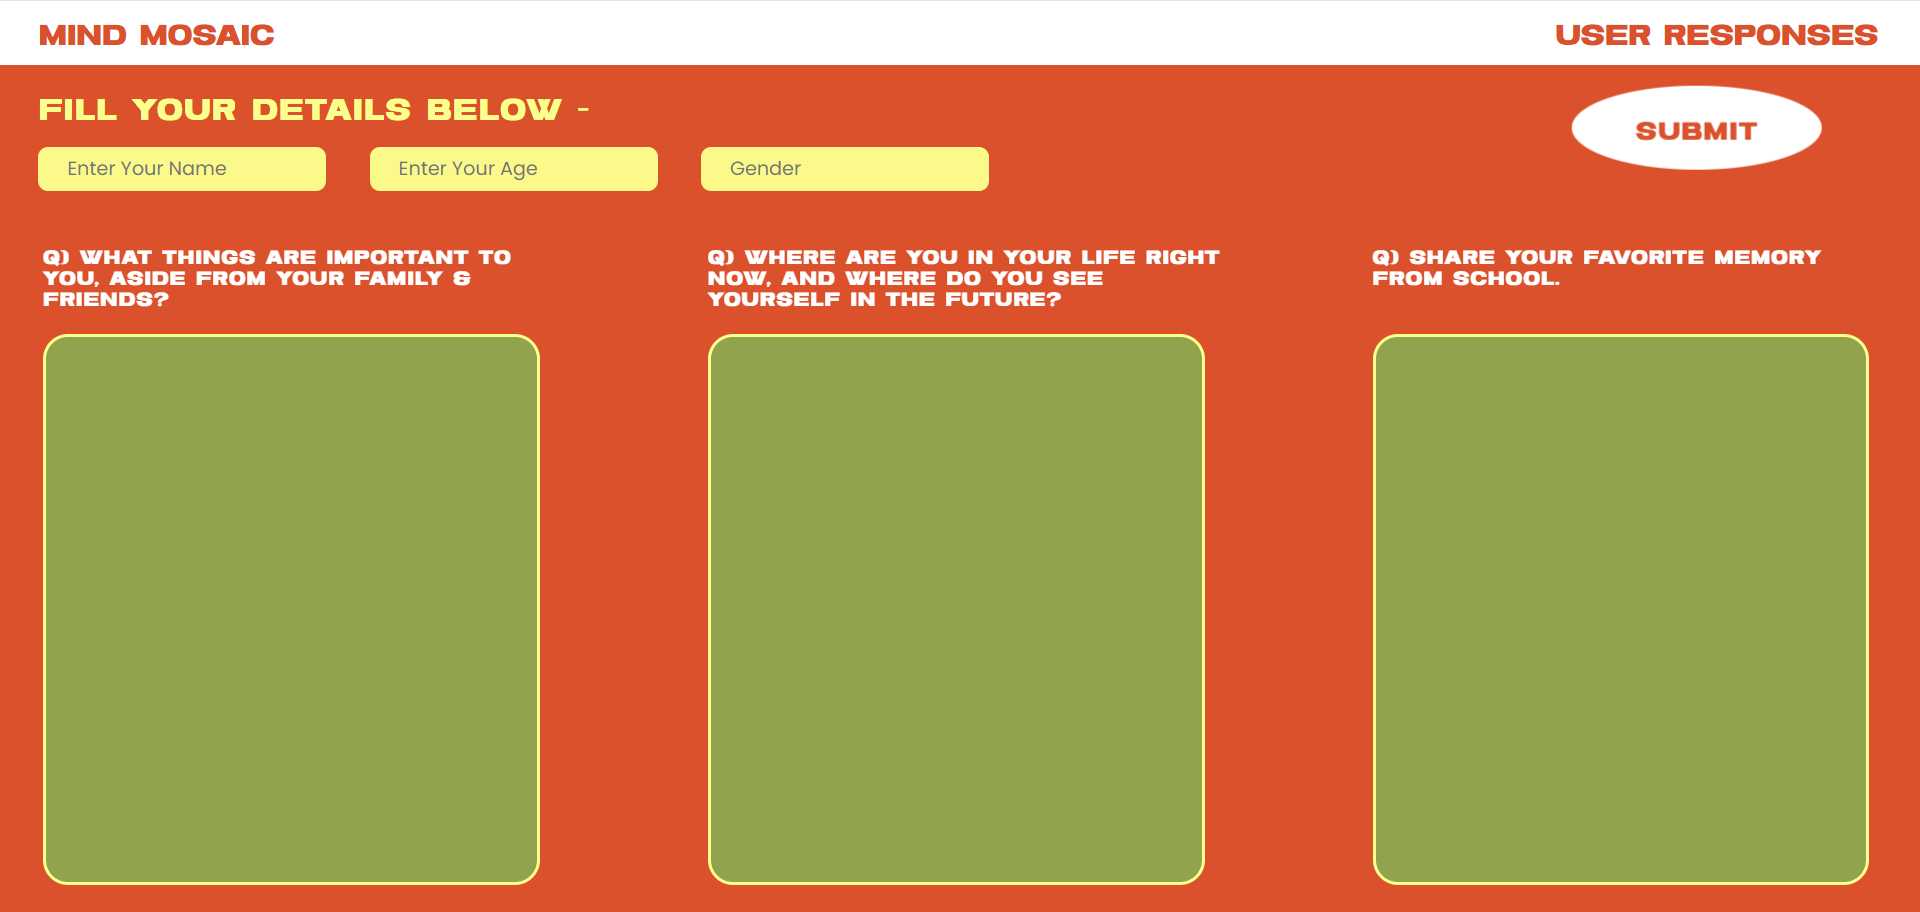 MIND MOSAIC
USER RESPONSES
FILL YOUR DETAILS BELOW -
SUBMIT
Enter Your Name
Enter Your Age
Gender
Q) WHAT THINGS ARE IMPORTANT TO
YOU, ASIDE FROM YOUR FAMILY &
FRIENDS?
Q) WHERE ARE YOU IN YOUR LIFE RIGHT
NOW, AND WHERE DO YOU SEE
YOURSELF IN THE FUTURE?
Q) SHARE YOUR FAVORITE MEMORY
FROM SCHOOL.